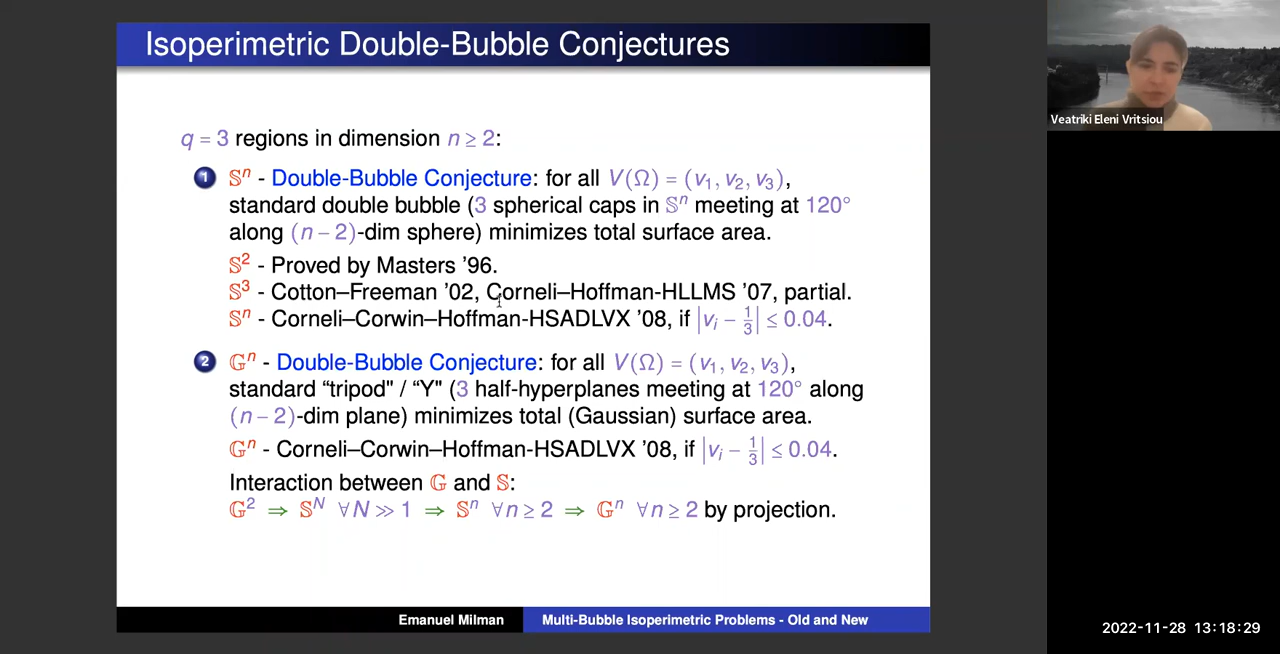 Isoperimetric Double-Bubble Conjectures
q = 3 regions in dimension n ≥ 2:
1 𝕊ⁿ - Double-Bubble Conjecture: for all V(Ω) = (v₁, v₂, v₃),
standard double bubble (3 spherical caps in 𝕊ⁿ meeting at 120°
along (n − 2)-dim sphere) minimizes total surface area.
𝕊² - Proved by Masters '96.
𝕊³ - Cotton–Freeman '02, Corneli–Hoffman-HLLMS '07, partial.
𝕊ⁿ - Corneli–Corwin–Hoffman-HSADLVX '08, if |vᵢ − 1/3| ≤ 0.04.
2 𝔾ⁿ - Double-Bubble Conjecture: for all V(Ω) = (v₁, v₂, v₃),
standard “tripod" / “Y" (3 half-hyperplanes meeting at 120° along
(n − 2)-dim plane) minimizes total (Gaussian) surface area.
𝔾ⁿ - Corneli–Corwin–Hoffman-HSADLVX '08, if |vᵢ − 1/3| ≤ 0.04.
Interaction between 𝔾 and 𝕊:
𝔾² ⇒ 𝕊ᴺ ∀N ≫ 1 ⇒ 𝕊ⁿ ∀n ≥ 2 ⇒ 𝔾ⁿ ∀n ≥ 2 by projection.
Emanuel Milman
Multi-Bubble Isoperimetric Problems - Old and New
Veatriki Eleni Vritsiou
2022-11-28 13:18:29